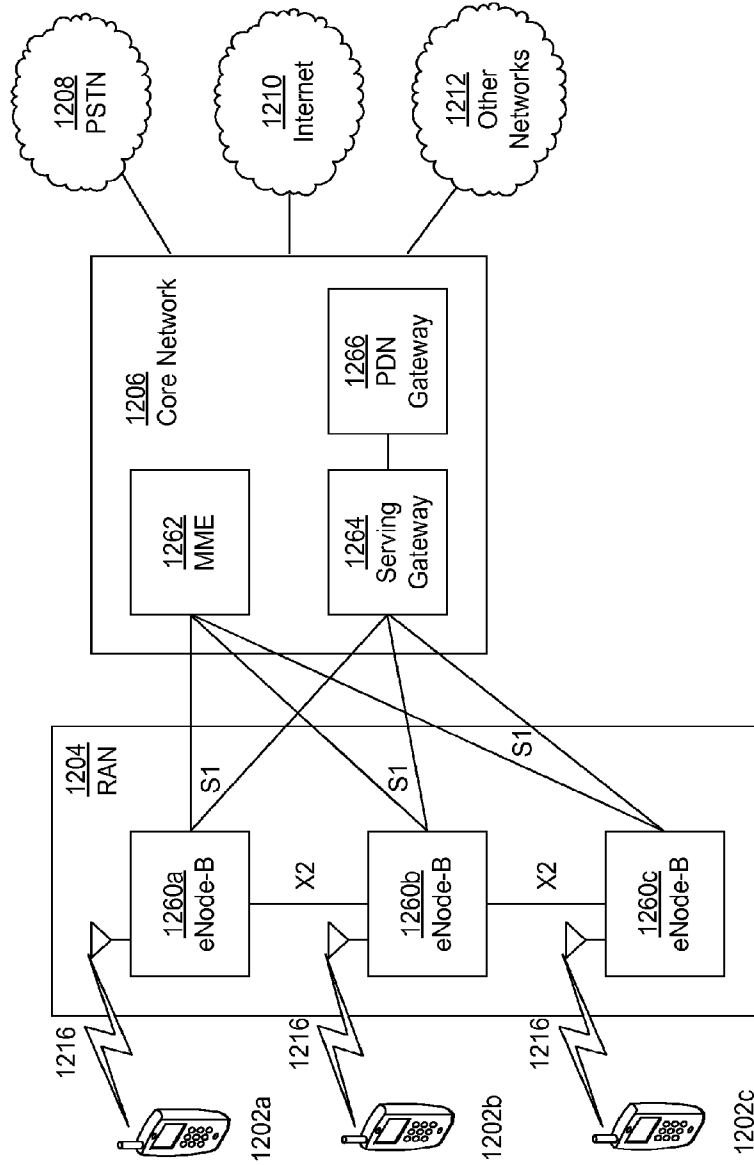 1202a
1216
1204
RAN
1260a
eNode-B
S1
X2
1202b
1216
1260b
eNode-B
S1
X2
1202c
1216
1260c
eNode-B
S1
1206
Core Network
1262
MME
1264
Serving
Gateway
1266
PDN
Gateway
1208
PSTN
1210
Internet
1212
Other
Networks